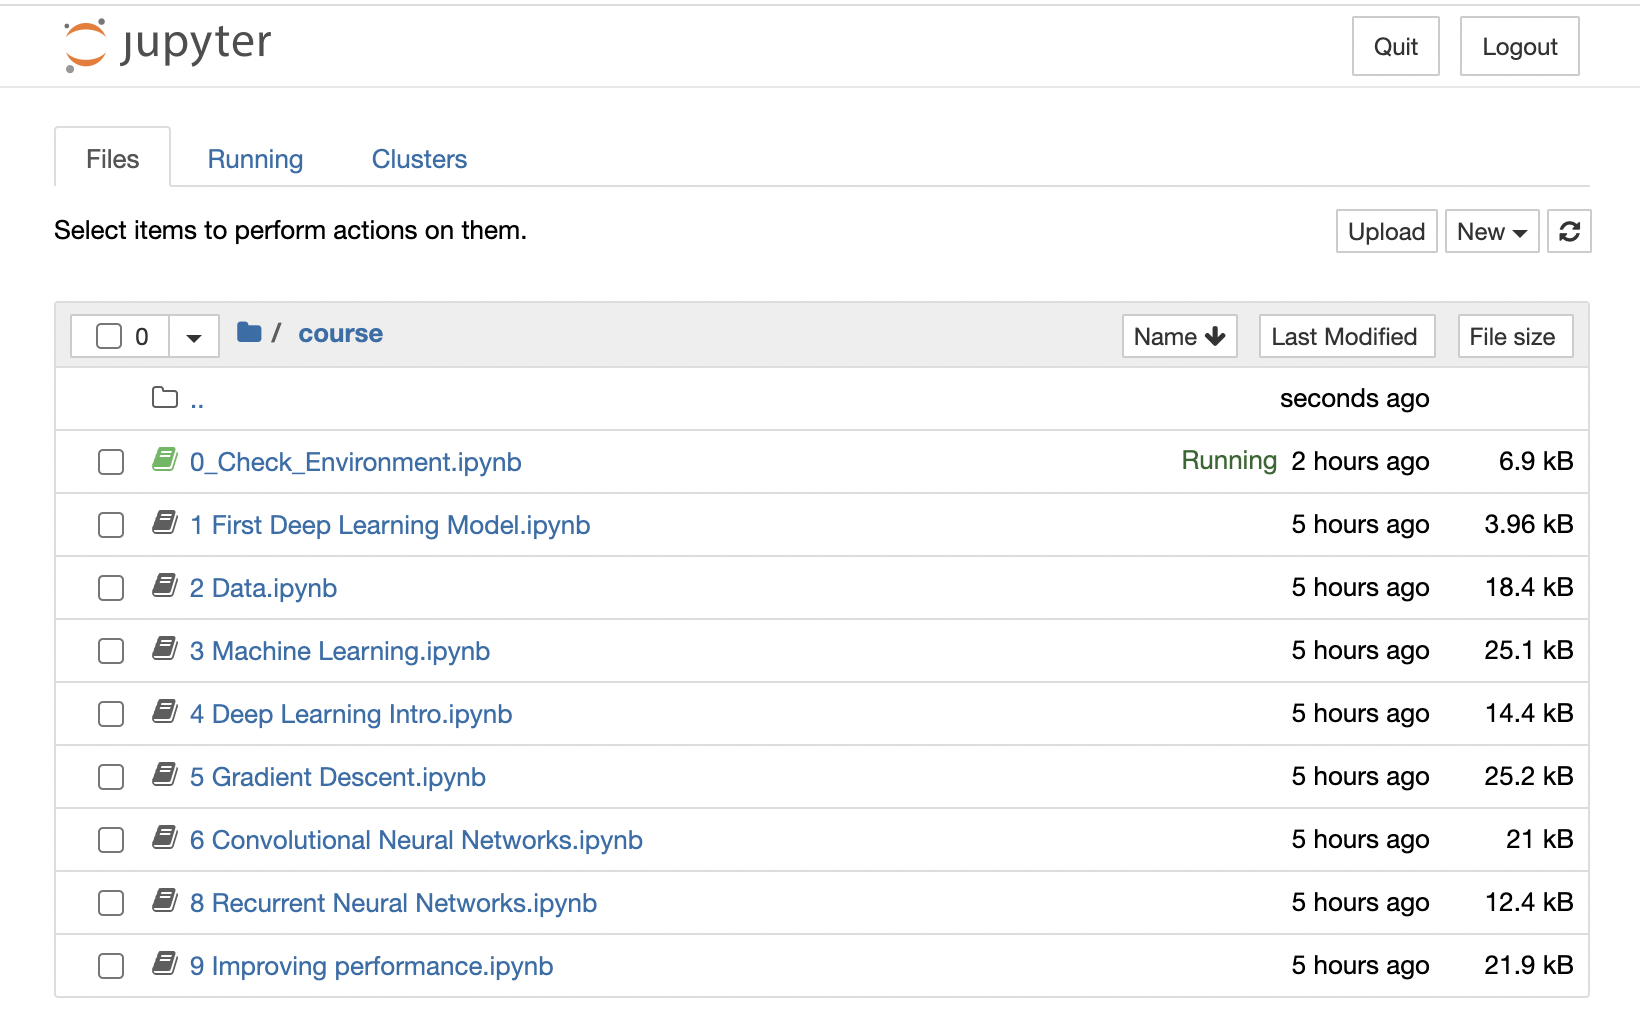 jupyter
Quit Logout
Files Running Clusters
Select items to perform actions on them.
Upload New
0 / course Name Last Modified File size
.. seconds ago
0_Check_Environment.ipynb Running 2 hours ago 6.9 kB
1 First Deep Learning Model.ipynb 5 hours ago 3.96 kB
2 Data.ipynb 5 hours ago 18.4 kB
3 Machine Learning.ipynb 5 hours ago 25.1 kB
4 Deep Learning Intro.ipynb 5 hours ago 14.4 kB
5 Gradient Descent.ipynb 5 hours ago 25.2 kB
6 Convolutional Neural Networks.ipynb 5 hours ago 21 kB
8 Recurrent Neural Networks.ipynb 5 hours ago 12.4 kB
9 Improving performance.ipynb 5 hours ago 21.9 kB